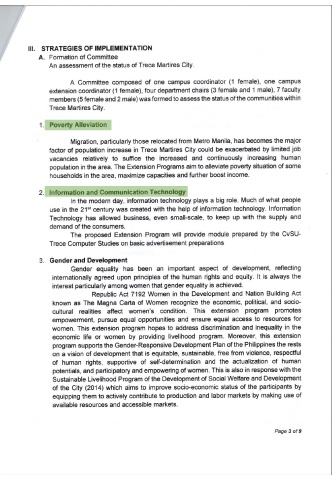 III. STRATEGIES OF IMPLEMENTATION
A. Formation of Committee
An assessment of the status of Trece Martires City.
A Committee composed of one campus coordinator (1 female), one campus
extension coordinator (1 female), four department chairs (3 female and 1 male), 7 faculty
members (5 female and 2 male) was formed to assess the status of the communities within
Trece Martires City.
1. Poverty Alleviation
Migration, particularly those relocated from Metro Manila, has becomes the major
factor of population increase in Trece Martires City could be exacerbated by limited job
vacancies relatively to suffice the increased and continuously increasing human
population in the area. The Extension Programs aim to alleviate poverty situation of some
households in the area, maximize capacities and further boost income.
2. Information and Communication Technology
In the modern day, information technology plays a big role. Much of what people
use in the 21st century was created with the help of information technology. Information
Technology has allowed business, even small-scale, to keep up with the supply and
demand of the consumers.
The proposed Extension Program will provide module prepared by the CvSU-
Trece Computer Studies on basic advertisement preparations
3. Gender and Development
Gender equality has been an important aspect of development, reflecting
internationally agreed upon principles of the human rights and equity. It is always the
interest particularly among women that gender equality is achieved.
Republic Act 7192 Women in the Development and Nation Building Act
known as The Magna Carta of Women recognize the economic, political, and socio-
cultural realities affect women's condition. This extension program promotes
empowerment, pursue equal opportunities and ensure equal access to resources for
women. This extension program hopes to address discrimination and inequality in the
economic life or women by providing livelihood program. Moreover, this extension
program supports the Gender-Responsive Development Plan of the Philippines the rests
on a vision of development that is equitable, sustainable, free from violence, respectful
of human rights, supportive of self-determination and the actualization of human
potentials, and participatory and empowering of women. This is also in response with the
Sustainable Livelihood Program of the Development of Social Welfare and Development
of the City (2014) which aims to improve socio-economic status of the participants by
equipping them to actively contribute to production and labor markets by making use of
available resources and accessible markets.
Page 3 of 9